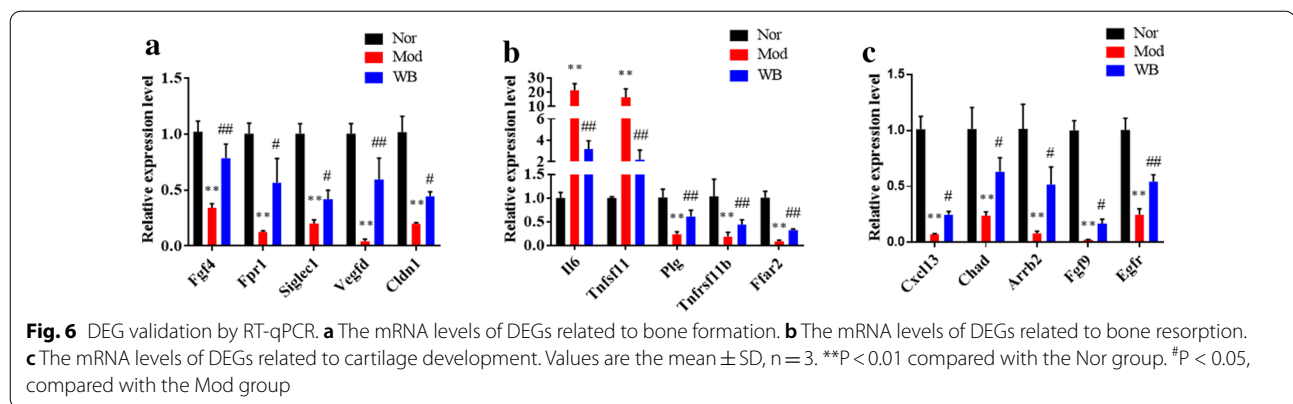 a
Nor
Mod
WB
Relative expression level
1.5
1.0
0.5
0.0
## # # ## #
** ** ** ** **
Fgf4 Fpr1 Siglec1 Vegfd Cldn1
b
Nor
Mod
WB
Relative expression level
30
20
10
6
4
2
1.0
0.5
0.0
** **
## ## ## ## ##
** ** **
Il6 Tnfsf11 Plg Tnfrsf11b Ffar2
c
Nor
Mod
WB
Relative expression level
1.5
1.0
0.5
0.0
# # # # ##
** ** ** ** **
Cxcl13 Chad Arrb2 Fgf9 Egfr
Fig. 6 DEG validation by RT-qPCR. a The mRNA levels of DEGs related to bone formation. b The mRNA levels of DEGs related to bone resorption.
c The mRNA levels of DEGs related to cartilage development. Values are the mean ± SD, n = 3. **P < 0.01 compared with the Nor group. #P < 0.05,
compared with the Mod group